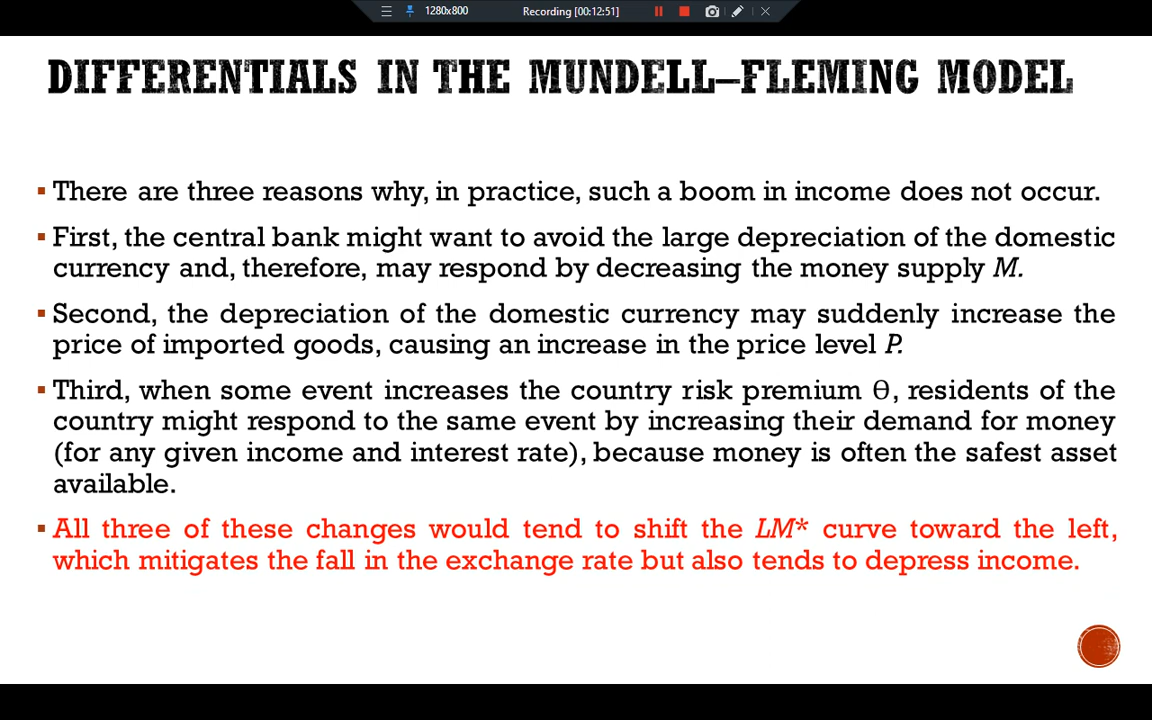 1280x800 Recording [00:12:51]
DIFFERENTIALS IN THE MUNDELL–FLEMING MODEL
▪ There are three reasons why, in practice, such a boom in income does not occur.
▪ First, the central bank might want to avoid the large depreciation of the domestic
currency and, therefore, may respond by decreasing the money supply M.
▪ Second, the depreciation of the domestic currency may suddenly increase the
price of imported goods, causing an increase in the price level P.
▪ Third, when some event increases the country risk premium Ɵ, residents of the
country might respond to the same event by increasing their demand for money
(for any given income and interest rate), because money is often the safest asset
available.
▪ All three of these changes would tend to shift the LM* curve toward the left,
which mitigates the fall in the exchange rate but also tends to depress income.